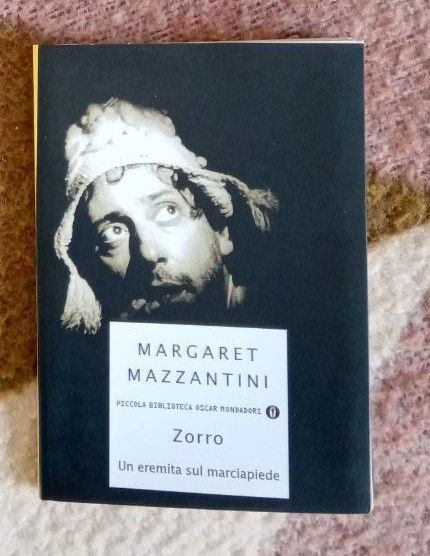 MARGARET
MAZZANTINI
PICCOLA BIBLIOTECA OSCAR MONDADORI
Zorro
Un eremita sul marciapiede